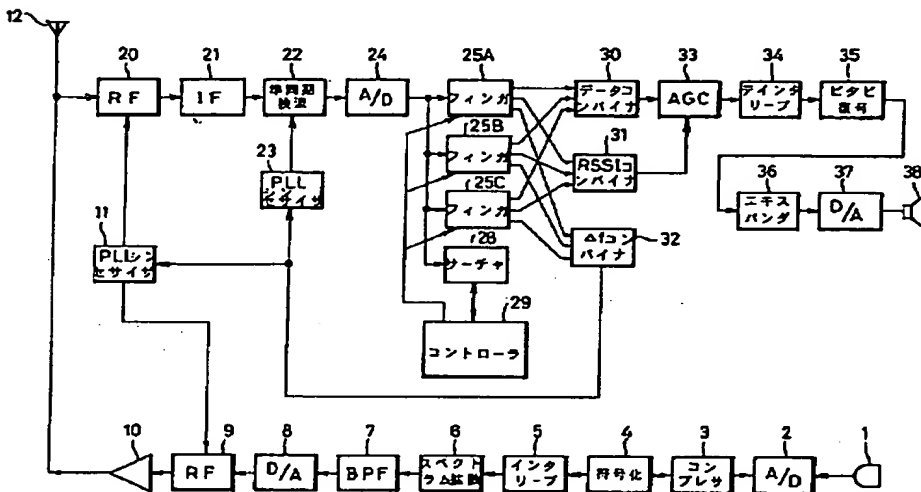 12
20
21
22
24
25A
30
33
34
35
RF
IF
準同期
検波
A/D
フィンガ
データコ
ンバイナ
AGC
デインタ
リーブ
ビタビ
復号
25B
フィンガ
31
RSSIコ
ンバイナ
23
PLL
シン
セサイザ
25C
フィンガ
36
エキス
パンダ
37
D/A
38
11
PLLシン
セサイザ
28
サーチャ
Δfコン
バイナ
32
29
コントローラ
10
9
RF
8
D/A
7
BPF
6
スペクト
ラム拡散
5
インタ
リーブ
4
符号化
3
コン
プレサ
2
A/D
1